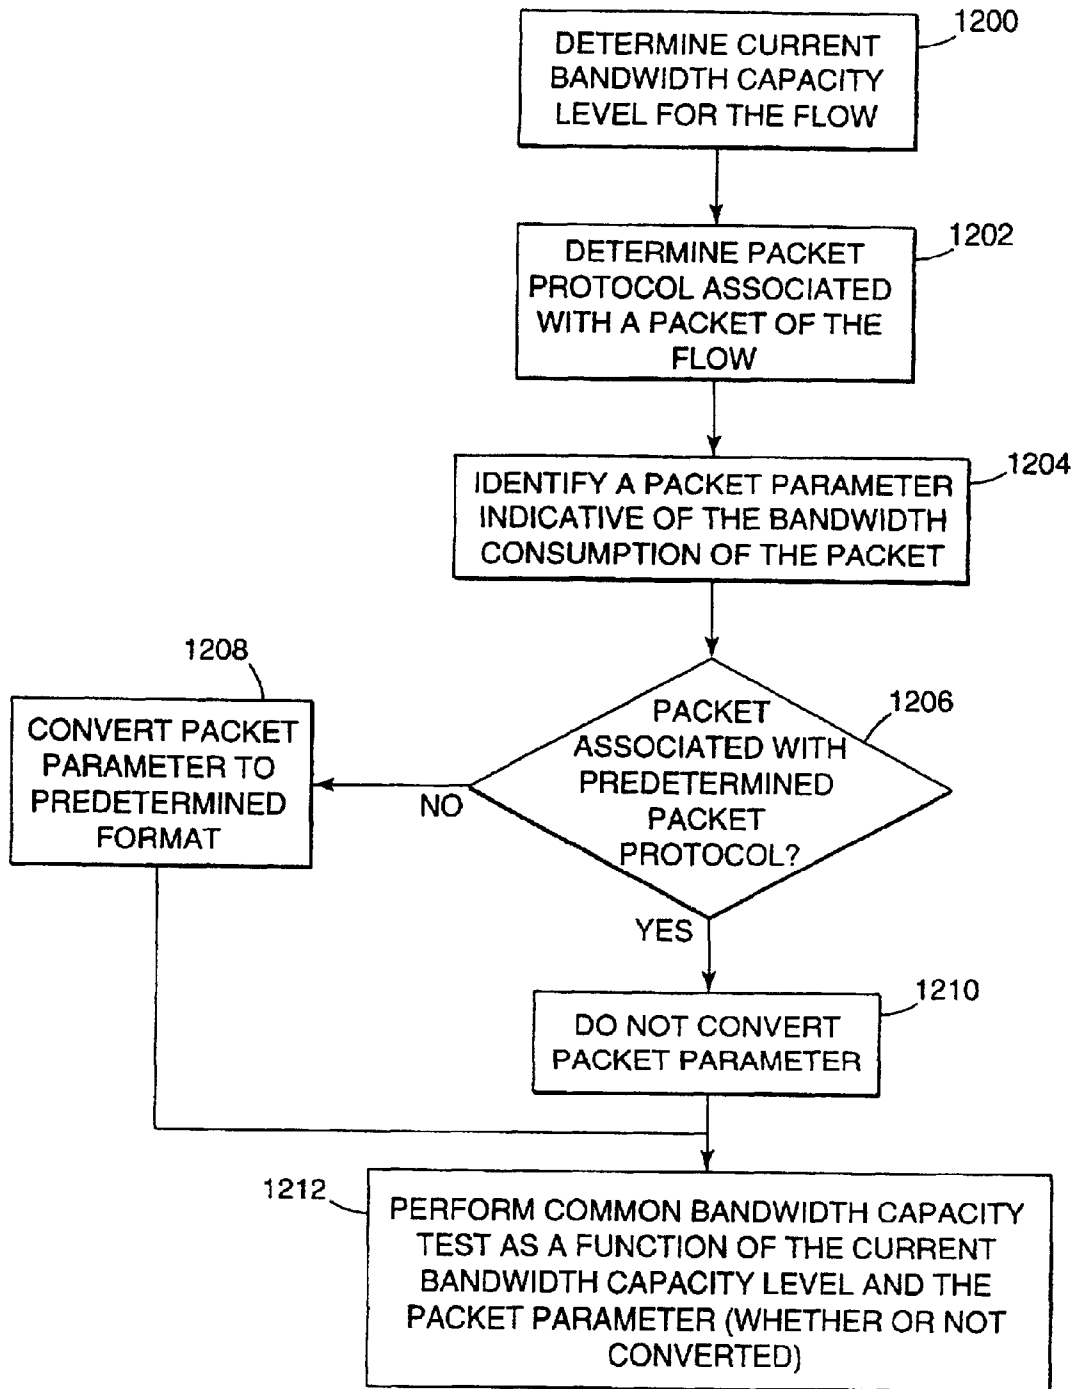 1200
DETERMINE CURRENT
BANDWIDTH CAPACITY
LEVEL FOR THE FLOW
1202
DETERMINE PACKET
PROTOCOL ASSOCIATED
WITH A PACKET OF THE
FLOW
1204
IDENTIFY A PACKET PARAMETER
INDICATIVE OF THE BANDWIDTH
CONSUMPTION OF THE PACKET
1206
PACKET
ASSOCIATED WITH
PREDETERMINED
PACKET
PROTOCOL?
NO
1208
CONVERT PACKET
PARAMETER TO
PREDETERMINED
FORMAT
YES
1210
DO NOT CONVERT
PACKET PARAMETER
1212
PERFORM COMMON BANDWIDTH CAPACITY
TEST AS A FUNCTION OF THE CURRENT
BANDWIDTH CAPACITY LEVEL AND THE
PACKET PARAMETER (WHETHER OR NOT
CONVERTED)